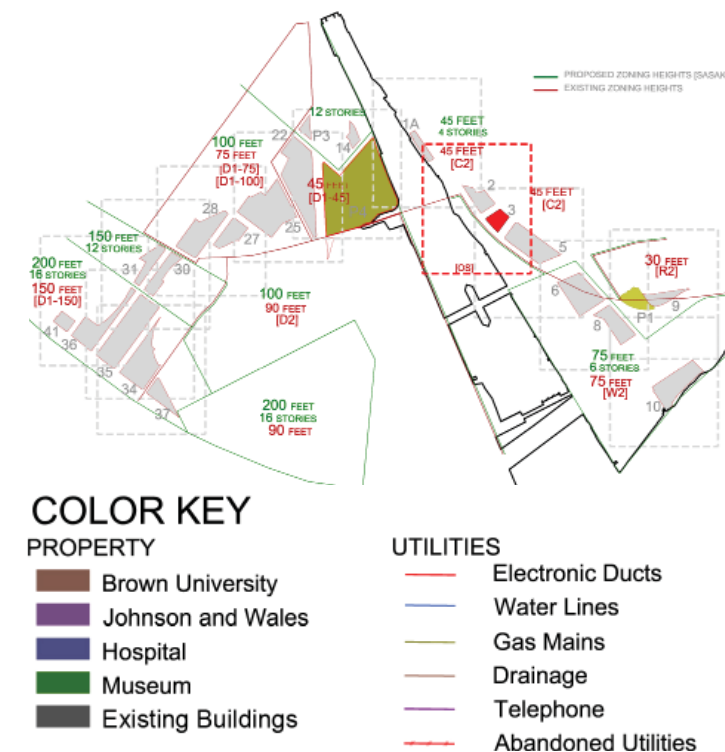 PROPOSED ZONING HEIGHTS [SASAK
EXISTING ZONING HEIGHTS
12 STORIES
1A
45 FEET
4 STORIES
45 FEET
[C2]
22
P3
14
100 FEET
75 FEET
[D1-75]
[D1-100]
45 FEET
[D1-45]
2
3
45 FEET
[C2]
28
25
27
5
150 FEET
12 STORIES
31
30
200 FEET
16 STORIES
150 FEET
[D1-150]
[OS]
30 FEET
[R2]
100 FEET
90 FEET
[D2]
6
9
P1
8
41
36
35
34
37
75 FEET
6 STORIES
75 FEET
[W2]
10
200 FEET
16 STORIES
90 FEET
COLOR KEY
PROPERTY
Brown University
Johnson and Wales
Hospital
Museum
Existing Buildings
UTILITIES
Electronic Ducts
Water Lines
Gas Mains
Drainage
Telephone
Abandoned Utilities